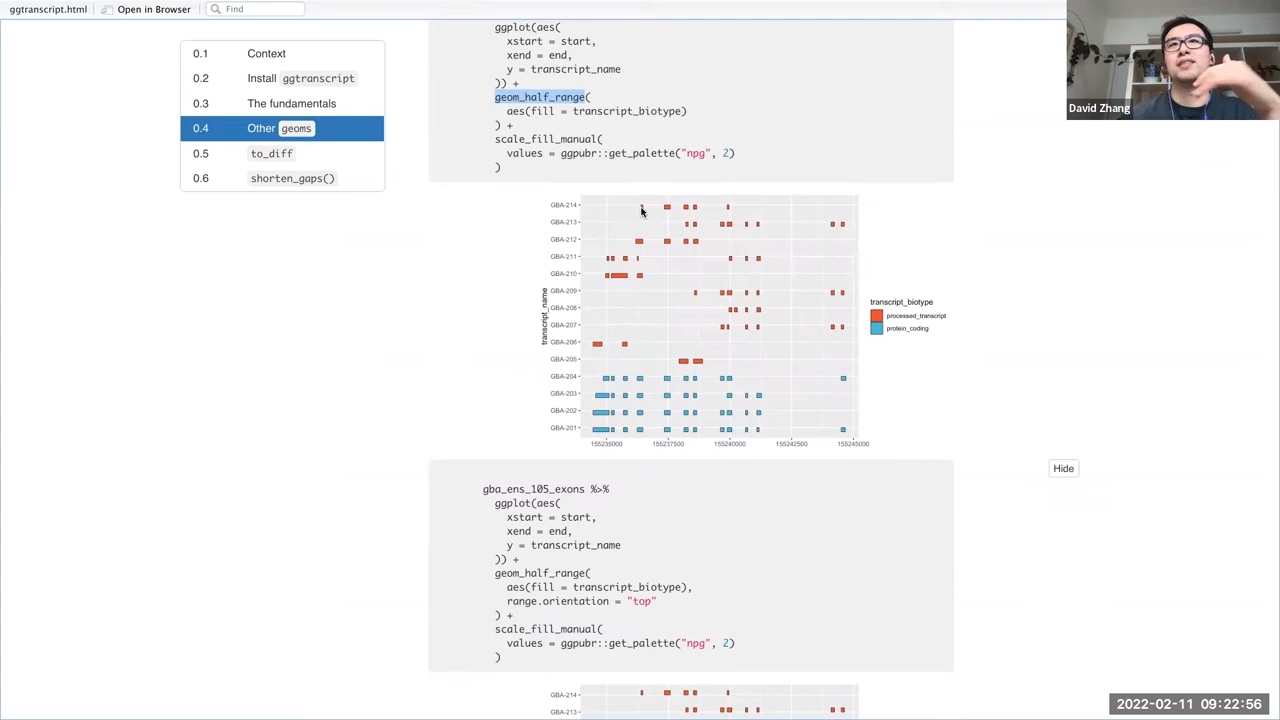 ggtranscript.html
Open in Browser
Find
0.1 Context
0.2 Install ggtranscript
0.3 The fundamentals
0.4 Other geoms
0.5 to_diff
0.6 shorten_gaps()
ggplot(aes(
xstart = start,
xend = end,
y = transcript_name
)) +
geom_half_range(
aes(fill = transcript_biotype)
) +
scale_fill_manual(
values = ggpubr::get_palette("npg", 2)
)
David Zhang
transcript_name
GBA-214
GBA-213
GBA-212
GBA-211
GBA-210
GBA-209
GBA-208
GBA-207
GBA-206
GBA-205
GBA-204
GBA-203
GBA-202
GBA-201
155235000 155237500 155240000 155242500 155245000
transcript_biotype
processed_transcript
protein_coding
Hide
gba_ens_105_exons %>%
ggplot(aes(
xstart = start,
xend = end,
y = transcript_name
)) +
geom_half_range(
aes(fill = transcript_biotype),
range.orientation = "top"
) +
scale_fill_manual(
values = ggpubr::get_palette("npg", 2)
)
GBA-214
GBA-213
2022-02-11 09:22:56